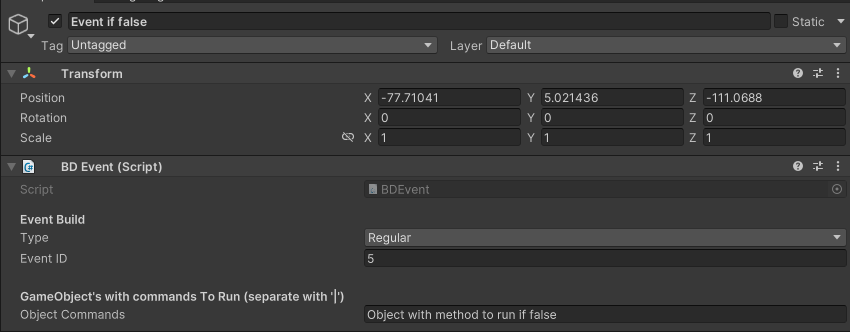 Event if false
Static
Tag Untagged Layer Default
Transform
Position X -77.71041 Y 5.021436 Z -111.0688
Rotation X 0 Y 0 Z 0
Scale X 1 Y 1 Z 1
BD Event (Script)
Script BDEvent
Event Build
Type Regular
Event ID 5
GameObject's with commands To Run (separate with '|')
Object Commands Object with method to run if false